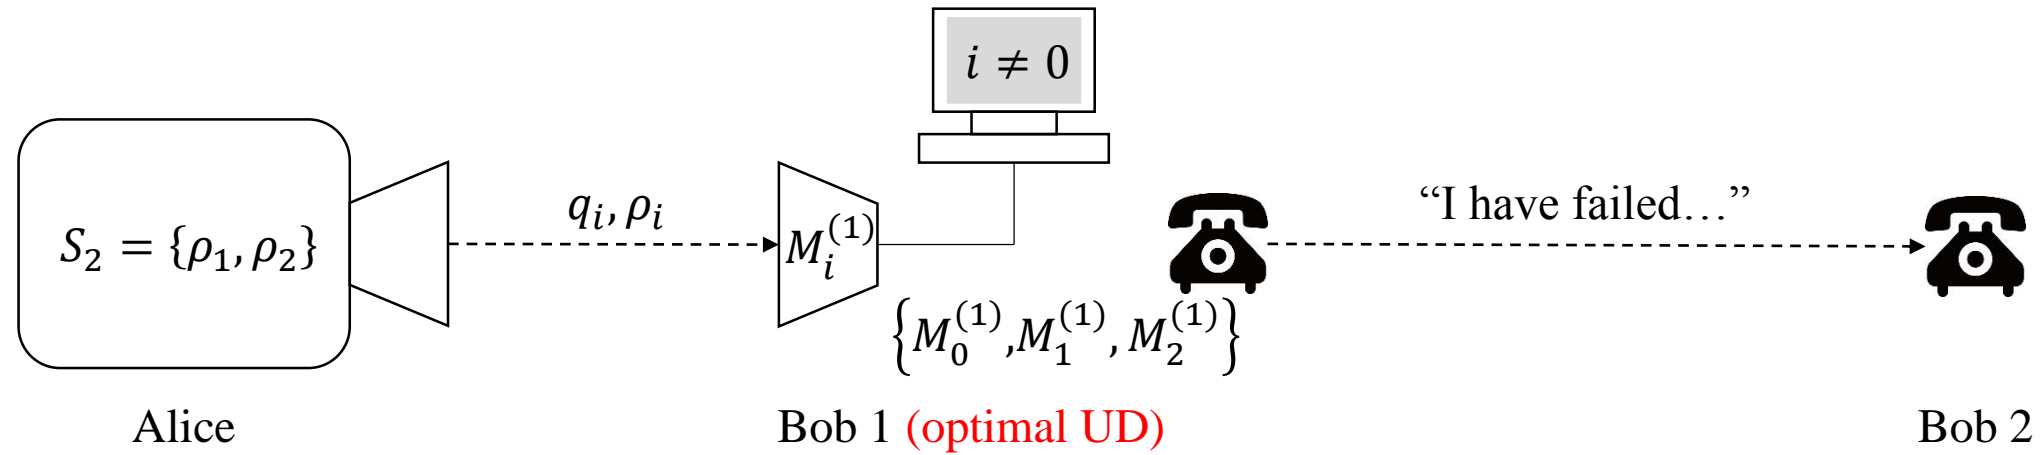 i ≠ 0
S₂ = {ρ₁, ρ₂}
qᵢ, ρᵢ
Mᵢ⁽¹⁾
“I have failed…”
{M₀⁽¹⁾,M₁⁽¹⁾, M₂⁽¹⁾}
Alice
Bob 1 (optimal UD)
Bob 2